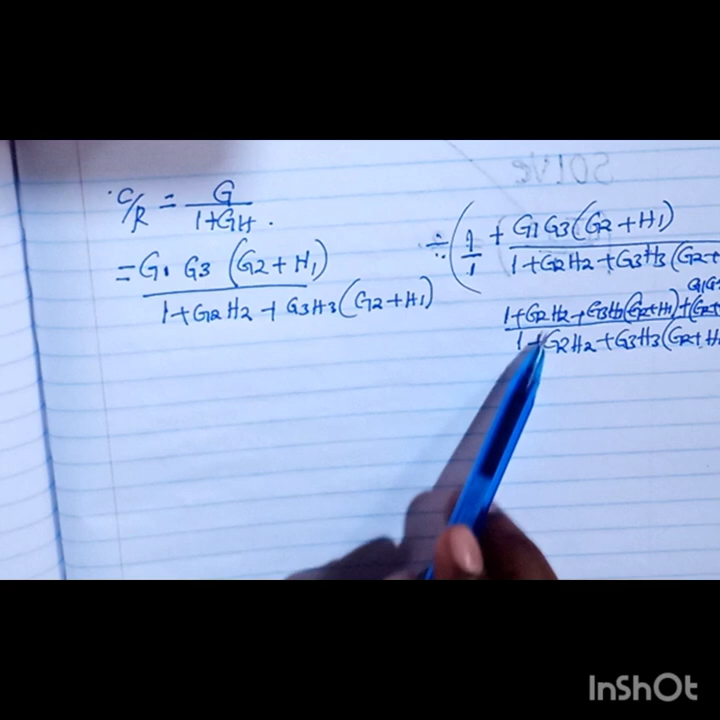 SOLVE
C/R = G / 1+GH .
= G1 G3 (G2+H1) / 1+G2H2 + G3H3(G2+H1) ÷ (1/1 + G1G3(G2+H1) / 1+G2H2+G3H3(G2+
1+G2H2+G3H3(G2+H1)+(G2+ / 1+G2H2+G3H3(G2+H
InShOt